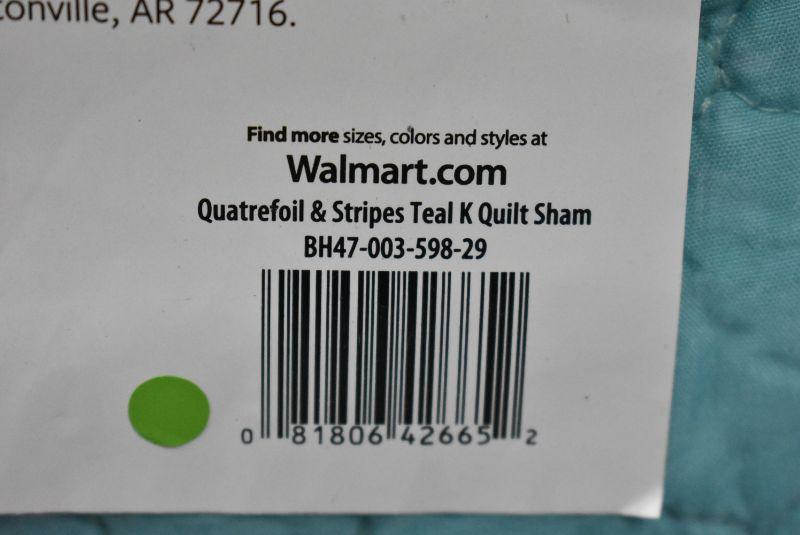 AR 72716.
Find more sizes, colors and styles at
Walmart.com
Quatrefoil & Stripes Teal K Quilt Sham
BH47-003-598-29
0 81806 42665 2